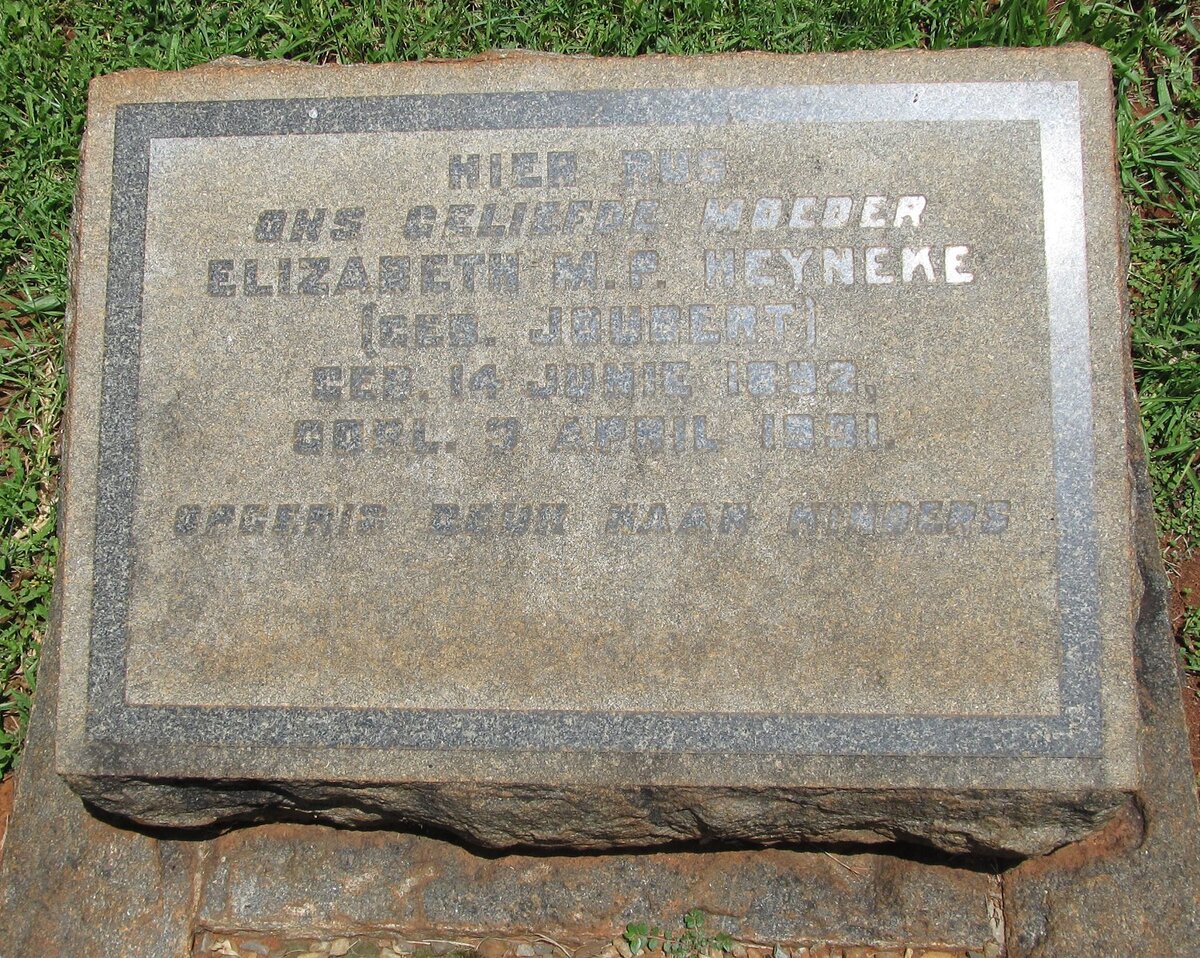 HIER RUS
ONS GELIEFDE MOEDER
ELIZABETH M. P. HEYNEKE
(GEB. JOUBERT)
GEB. 14 JUNIE 1892,
OORL. 3 APRIL 1931.
OPGERIG DEUR HAAR KINDERS